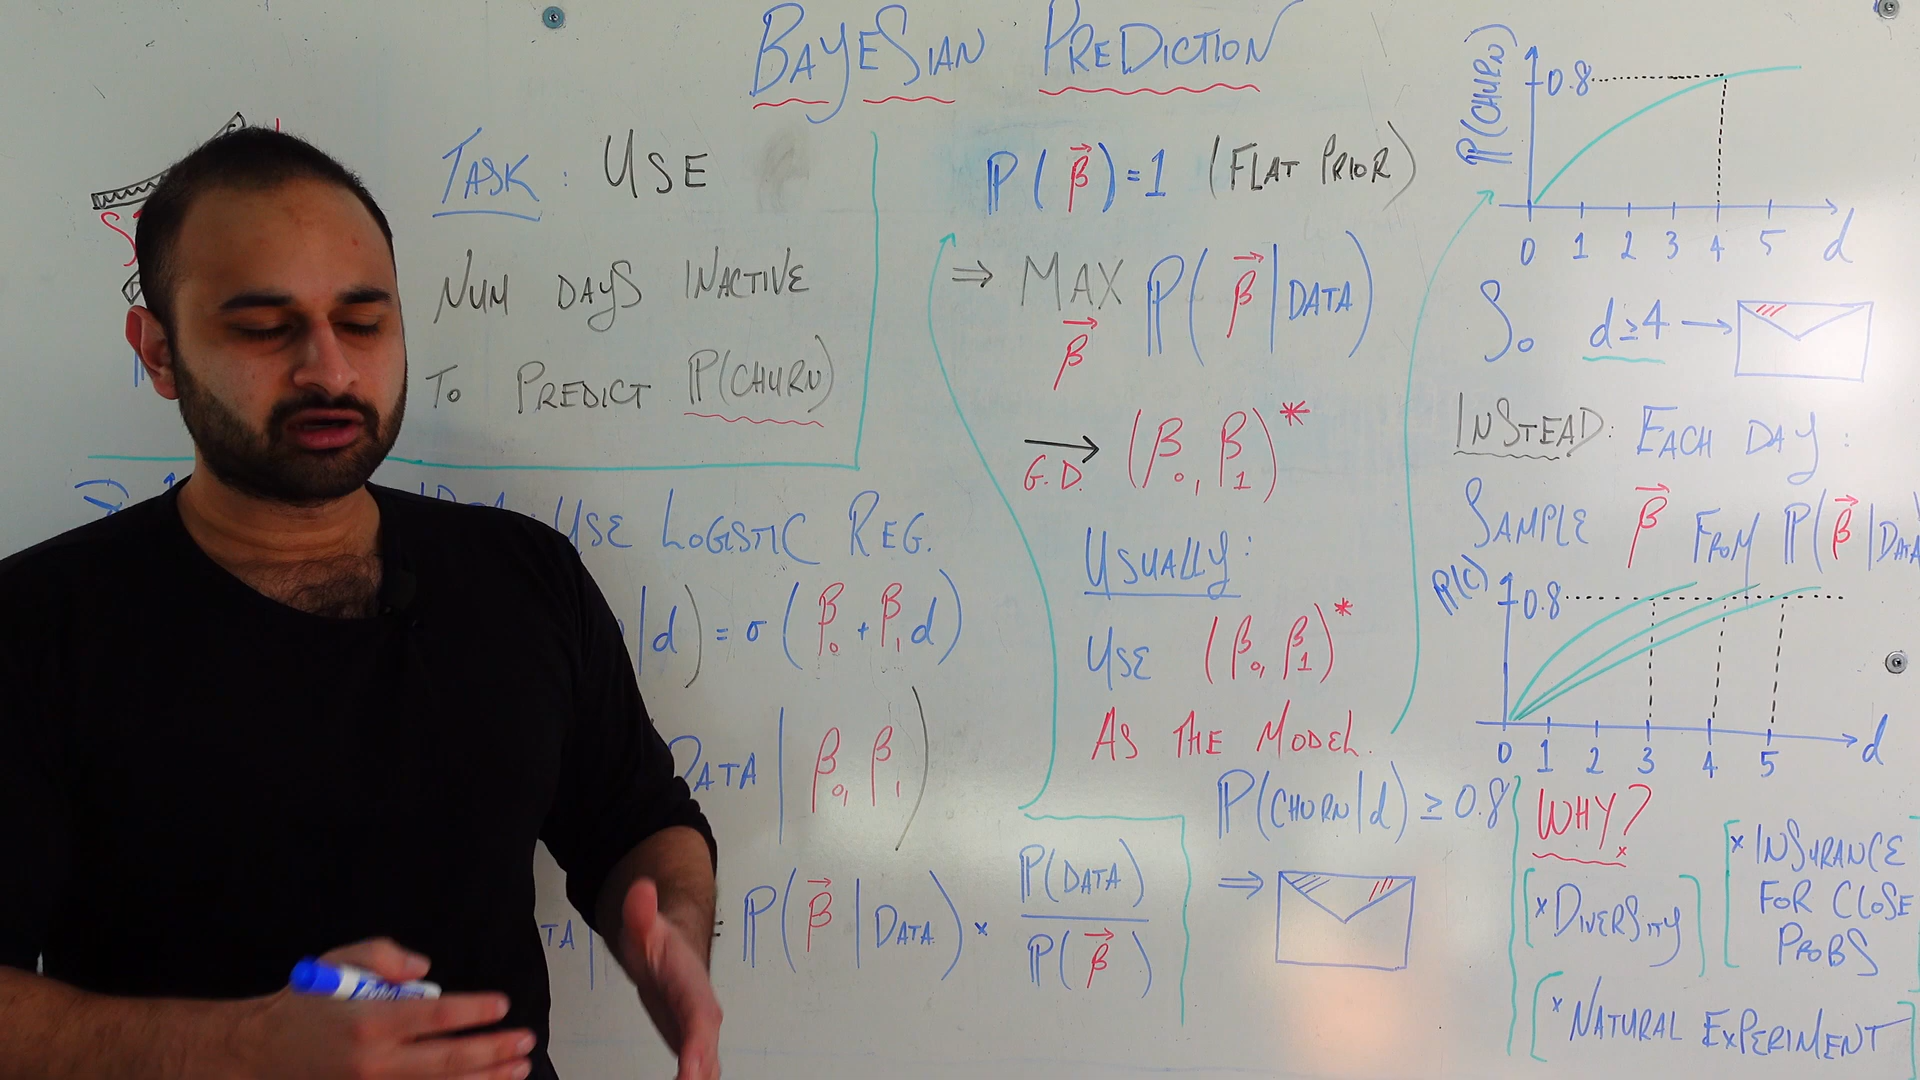 BAYESIAN PREDICTION
TASK: USE
NUM DAYS INACTIVE
TO PREDICT P(CHURN)
USE LOGISTIC REG.
|d) = σ(β₀ + β₁d)
DATA | β₀, β₁)
= P(β⃗ | DATA) × P(DATA) / P(β⃗)
P(β⃗) = 1 (FLAT PRIOR)
⇒ MAX P(β⃗ | DATA)
β⃗
G.D. → (β₀, β₁)*
USUALLY:
USE (β₀, β₁)*
AS THE MODEL.
P(CHURN|d) ≥ 0.8
⇒
P(CHURN)
0.8
0 1 2 3 4 5 d
SO d ≥ 4 →
INSTEAD: EACH DAY:
SAMPLE β⃗ FROM P(β⃗ | DATA)
P(C)
0.8
0 1 2 3 4 5 d
WHY?
× DIVERSITY
× INSURANCE
FOR CLOSE
PROBS
× NATURAL EXPERIMENT